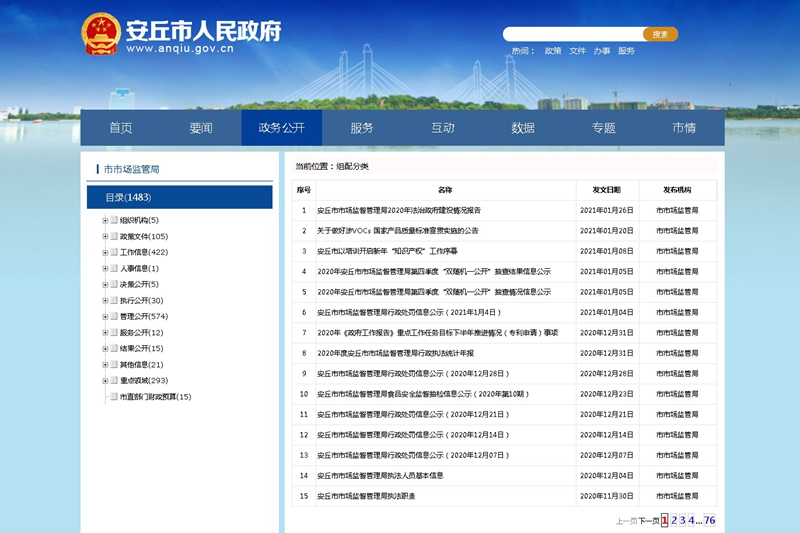 安丘市人民政府
www.anqiu.gov.cn
搜索
热词： 政策 文件 办事 服务
首页 要闻 政务公开 服务 互动 数据 专题 市情
市市场监管局
目录(1483)
组织机构(5)
政策文件(105)
工作信息(422)
人事信息(1)
决策公开(5)
执行公开(30)
管理公开(574)
服务公开(12)
结果公开(15)
其他信息(21)
重点领域(293)
市直部门财政预算(15)
当前位置：组配分类
序号 名称 发文日期 发布机构
1 安丘市市场监督管理局2020年法治政府建设情况报告 2021年01月26日 市市场监管局
2 关于做好涉VOCs 国家产品质量标准宣贯实施的公告 2021年01月20日 市市场监管局
3 安丘市以培训开启新年“知识产权”工作序幕 2021年01月08日 市市场监管局
4 2020年安丘市市场监督管理局第四季度“双随机一公开”抽查结果信息公示 2021年01月05日 市市场监管局
5 2020年安丘市市场监督管理局第四季度“双随机一公开”抽查情况信息公示 2021年01月05日 市市场监管局
6 安丘市市场监督管理局行政处罚信息公示（2021年1月4日） 2021年01月04日 市市场监管局
7 2020年《政府工作报告》重点工作任务目标下半年推进情况（专利申请）事项 2020年12月31日 市市场监管局
8 2020年度安丘市市场监督管理局行政执法统计年报 2020年12月31日 市市场监管局
9 安丘市市场监督管理局行政处罚信息公示（2020年12月28日） 2020年12月28日 市市场监管局
10 安丘市市场监督管理局食品安全监督抽检信息公示（2020年第10期） 2020年12月23日 市市场监管局
11 安丘市市场监督管理局行政处罚信息公示（2020年12月21日） 2020年12月21日 市市场监管局
12 安丘市市场监督管理局行政处罚信息公示（2020年12月14日） 2020年12月14日 市市场监管局
13 安丘市市场监督管理局行政处罚信息公示（2020年12月07日） 2020年12月07日 市市场监管局
14 安丘市市场监督管理局执法人员基本信息 2020年12月04日 市市场监管局
15 安丘市市场监督管理局执法职责 2020年11月30日 市市场监管局
上一页下一页 1 2 3 4...76